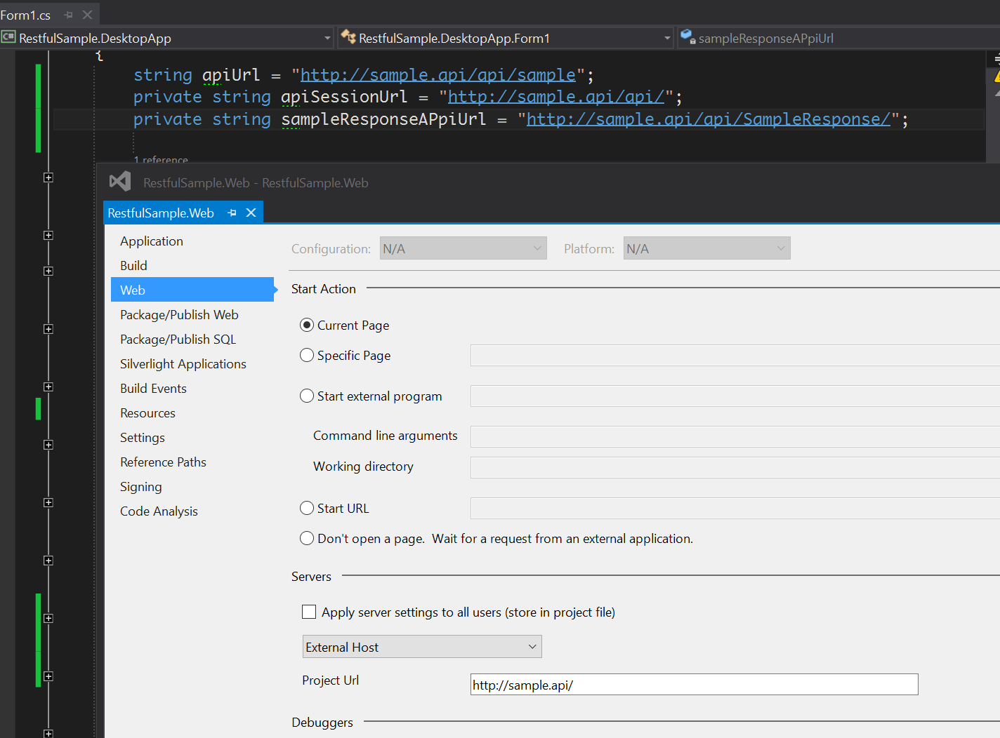 Form1.cs
C# RestfulSample.DesktopApp RestfulSample.DesktopApp.Form1 sampleResponseAPpiUrl
{
string apiUrl = "http://sample.api/api/sample";
private string apiSessionUrl = "http://sample.api/api/";
private string sampleResponseAPpiUrl = "http://sample.api/api/SampleResponse/";
1 reference
RestfulSample.Web - RestfulSample.Web
RestfulSample.Web
Application
Build
Web
Package/Publish Web
Package/Publish SQL
Silverlight Applications
Build Events
Resources
Settings
Reference Paths
Signing
Code Analysis
Configuration: N/A Platform: N/A
Start Action
Current Page
Specific Page
Start external program
Command line arguments
Working directory
Start URL
Don't open a page. Wait for a request from an external application.
Servers
Apply server settings to all users (store in project file)
External Host
Project Url http://sample.api/
Debuggers